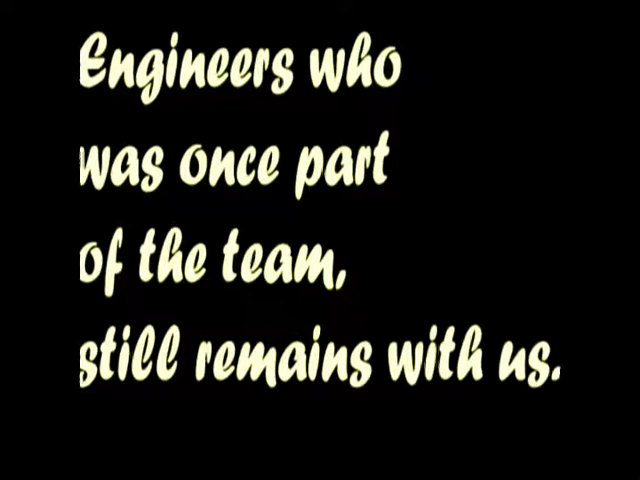 Engineers who
was once part
of the team,
still remains with us.